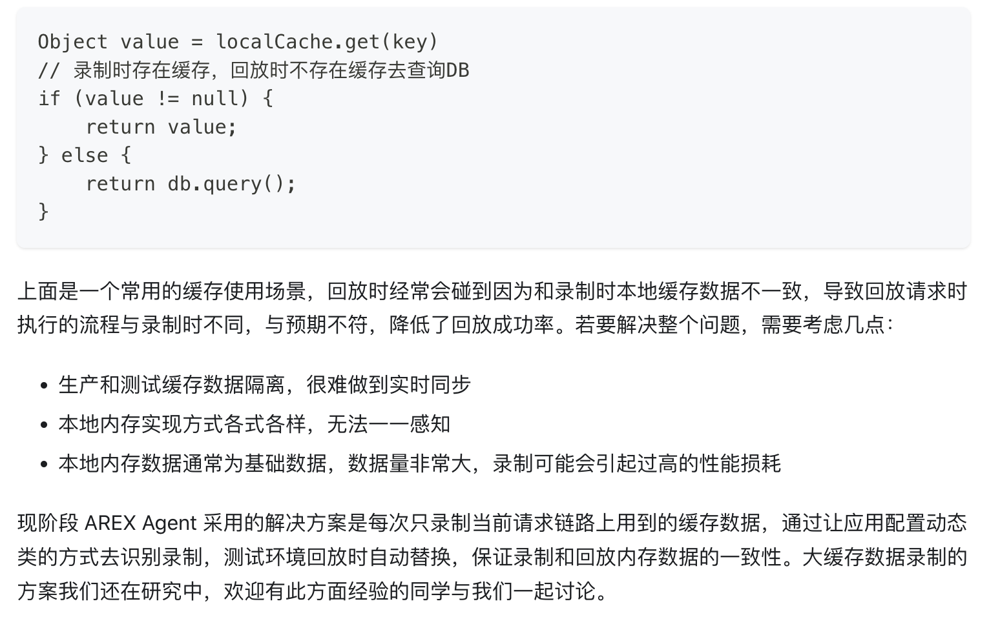 Object value = localCache.get(key)
// 录制时存在缓存，回放时不存在缓存去查询DB
if (value != null) {
    return value;
} else {
    return db.query();
}
上面是一个常用的缓存使用场景，回放时经常会碰到因为和录制时本地缓存数据不一致，导致回放请求时
执行的流程与录制时不同，与预期不符，降低了回放成功率。若要解决整个问题，需要考虑几点：
• 生产和测试缓存数据隔离，很难做到实时同步
• 本地内存实现方式各式各样，无法一一感知
• 本地内存数据通常为基础数据，数据量非常大，录制可能会引起过高的性能损耗
现阶段 AREX Agent 采用的解决方案是每次只录制当前请求链路上用到的缓存数据，通过让应用配置动态
类的方式去识别录制，测试环境回放时自动替换，保证录制和回放内存数据的一致性。大缓存数据录制的
方案我们还在研究中，欢迎有此方面经验的同学与我们一起讨论。